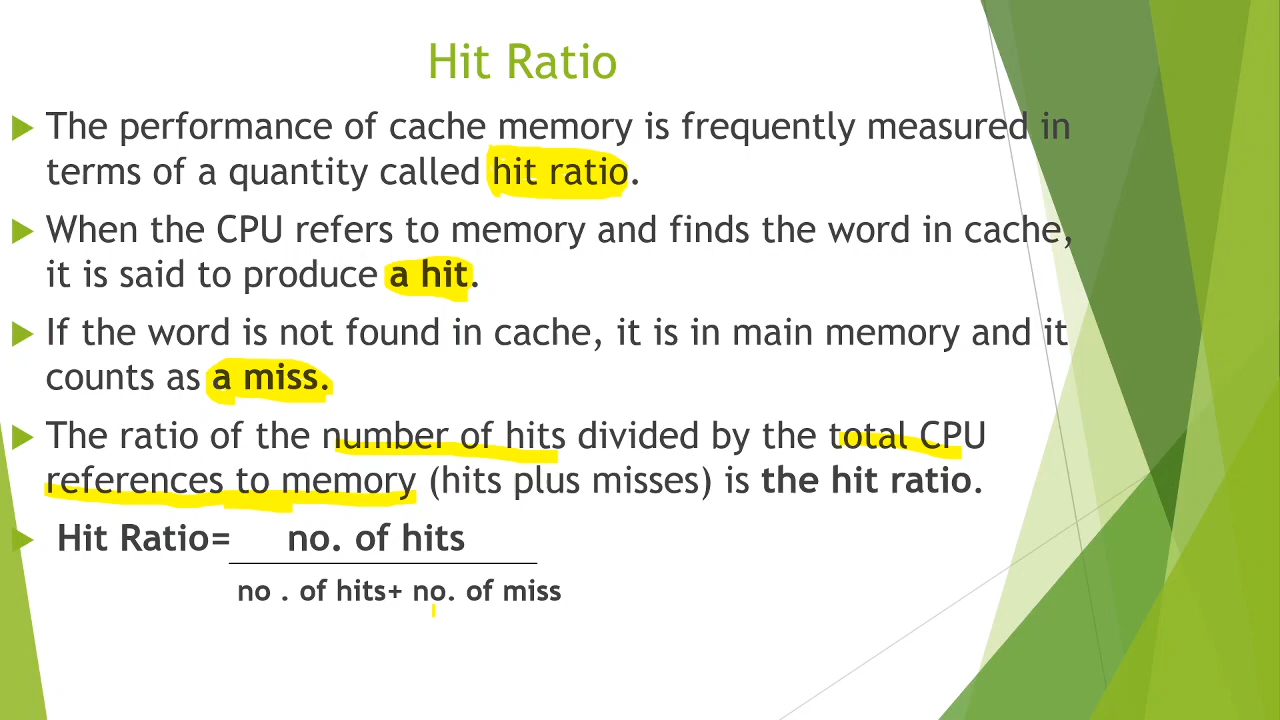 Hit Ratio
The performance of cache memory is frequently measured in
terms of a quantity called hit ratio.
When the CPU refers to memory and finds the word in cache,
it is said to produce a hit.
If the word is not found in cache, it is in main memory and it
counts as a miss.
The ratio of the number of hits divided by the total CPU
references to memory (hits plus misses) is the hit ratio.
Hit Ratio= no. of hits
no . of hits+ no. of miss